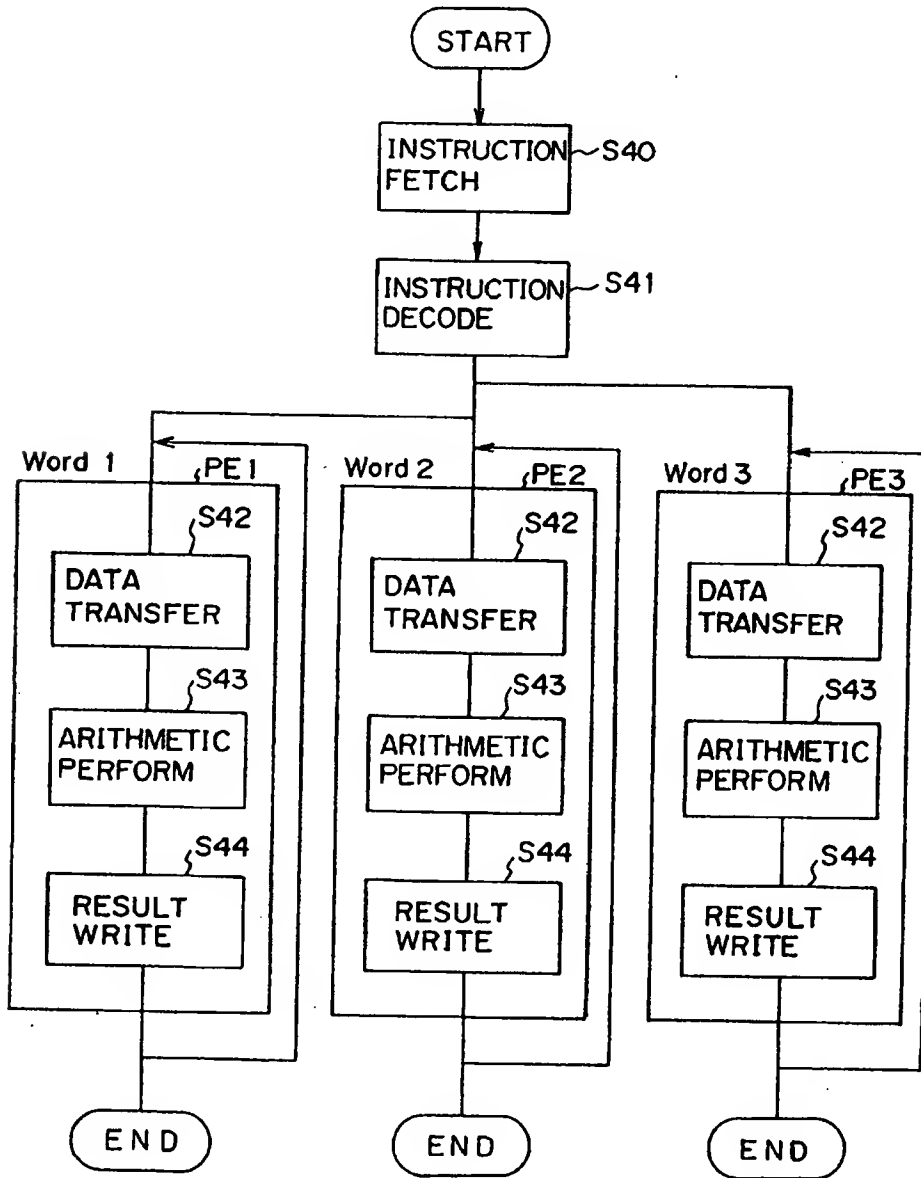 START
INSTRUCTION
FETCH
S40
INSTRUCTION
DECODE
S41
Word 1
PE1
S42
DATA
TRANSFER
S43
ARITHMETIC
PERFORM
S44
RESULT
WRITE
END
Word 2
PE2
S42
DATA
TRANSFER
S43
ARITHMETIC
PERFORM
S44
RESULT
WRITE
END
Word 3
PE3
S42
DATA
TRANSFER
S43
ARITHMETIC
PERFORM
S44
RESULT
WRITE
END